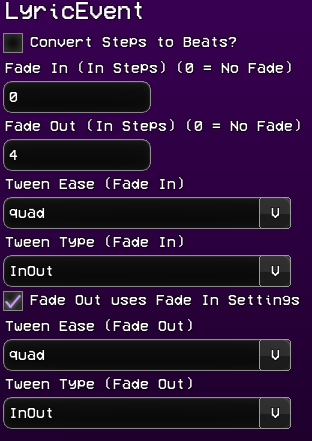 LyricEvent
Convert Steps to Beats?
Fade In (In Steps) (0 = No Fade)
0
Fade Out (In Steps) (0 = No Fade)
4
Tween Ease (Fade In)
quad
V
Tween Type (Fade In)
InOut
V
Fade Out uses Fade In Settings
Tween Ease (Fade Out)
quad
V
Tween Type (Fade Out)
InOut
V